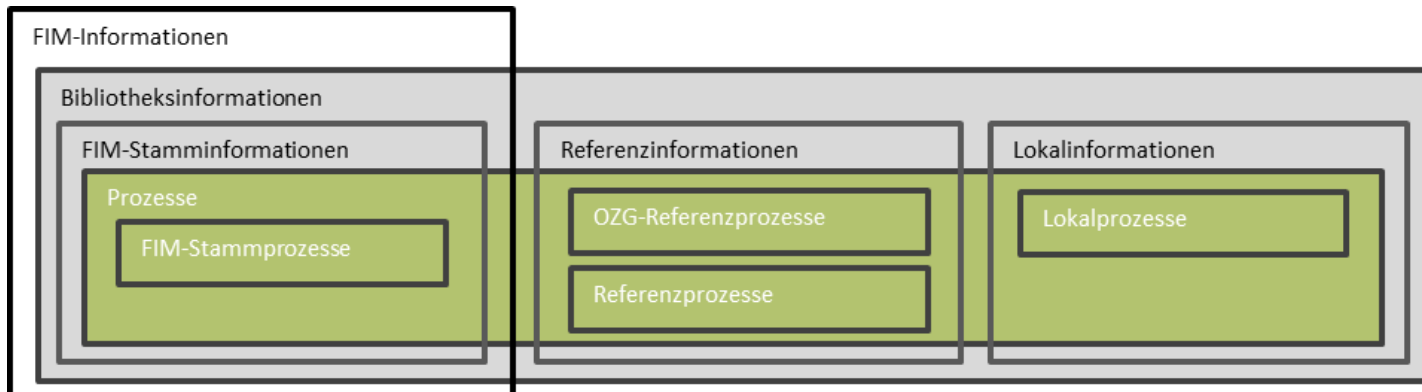 FIM-Informationen
Bibliotheksinformationen
FIM-Stamminformationen
Prozesse
FIM-Stammprozesse
Referenzinformationen
OZG-Referenzprozesse
Referenzprozesse
Lokalinformationen
Lokalprozesse